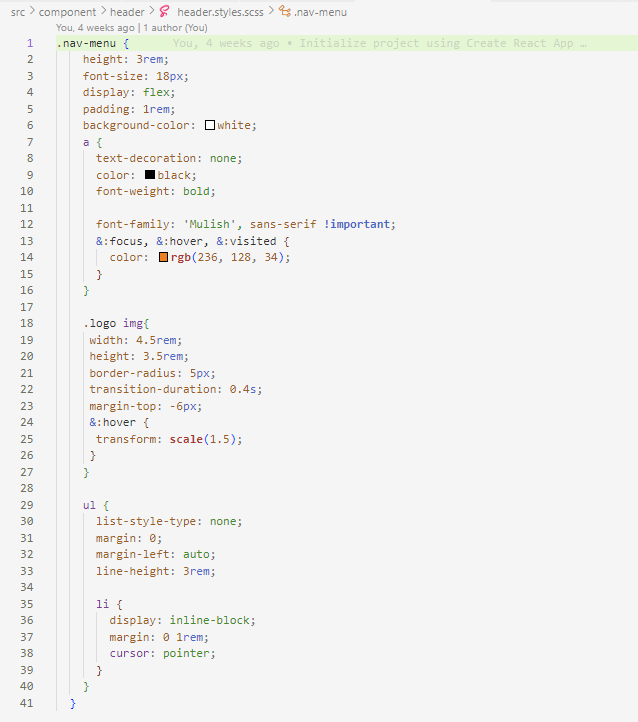 src > component > header > header.styles.scss > .nav-menu
You, 4 weeks ago | 1 author (You)
1 .nav-menu { You, 4 weeks ago • Initialize project using Create React App …
2 height: 3rem;
3 font-size: 18px;
4 display: flex;
5 padding: 1rem;
6 background-color: white;
7 a {
8 text-decoration: none;
9 color: black;
10 font-weight: bold;
11
12 font-family: 'Mulish', sans-serif !important;
13 &:focus, &:hover, &:visited {
14 color: rgb(236, 128, 34);
15 }
16 }
17
18 .logo img{
19 width: 4.5rem;
20 height: 3.5rem;
21 border-radius: 5px;
22 transition-duration: 0.4s;
23 margin-top: -6px;
24 &:hover {
25 transform: scale(1.5);
26 }
27 }
28
29 ul {
30 list-style-type: none;
31 margin: 0;
32 margin-left: auto;
33 line-height: 3rem;
34
35 li {
36 display: inline-block;
37 margin: 0 1rem;
38 cursor: pointer;
39 }
40 }
41 }